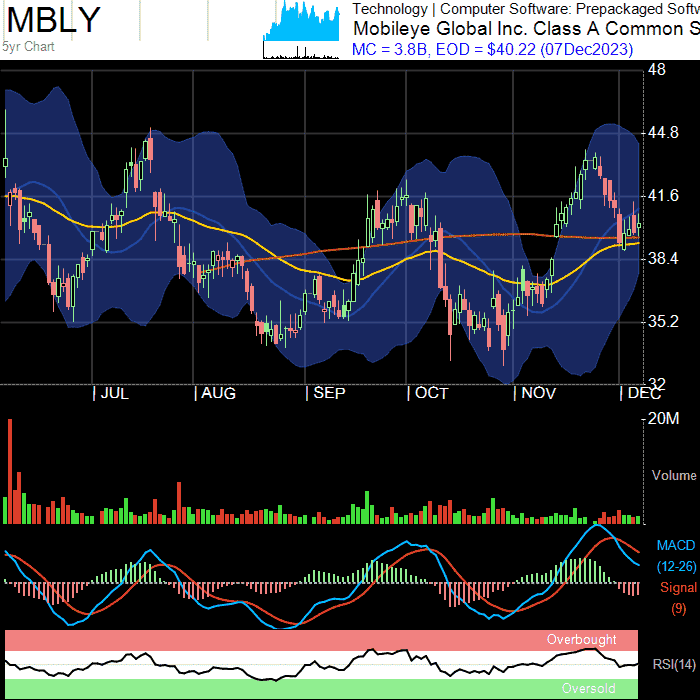 MBLY
5yr Chart
Technology | Computer Software: Prepackaged Softw
Mobileye Global Inc. Class A Common S
MC = 3.8B, EOD = $40.22 (07Dec2023)
48
44.8
41.6
38.4
35.2
32
| JUL | AUG | SEP | OCT | NOV | DEC
20M
Volume
MACD
(12-26)
Signal
(9)
Overbought
RSI(14)
Oversold